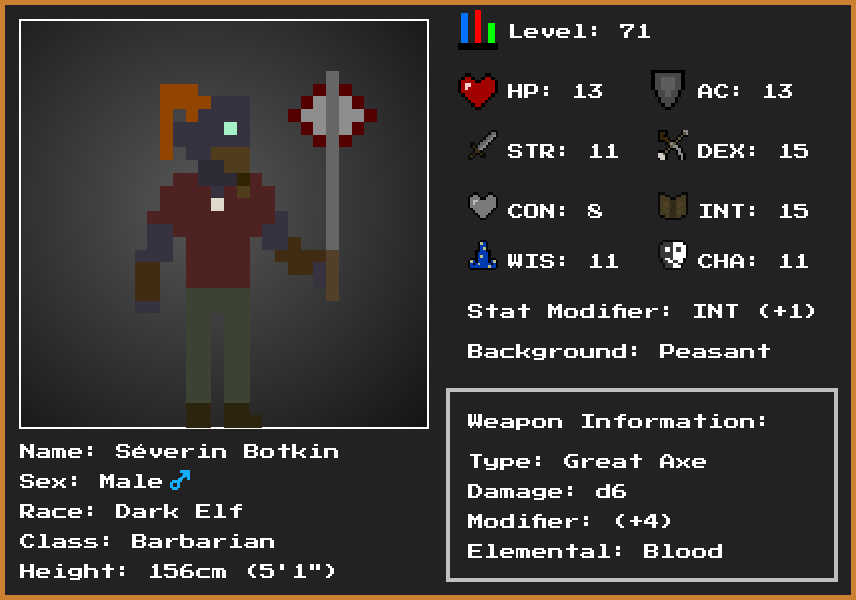 Level: 71
HP: 13
AC: 13
STR: 11
DEX: 15
CON: 8
INT: 15
WIS: 11
CHA: 11
Stat Modifier: INT (+1)
Background: Peasant
Weapon Information:
Type: Great Axe
Damage: d6
Modifier: (+4)
Elemental: Blood
Name: Séverin Botkin
Sex: Male♂
Race: Dark Elf
Class: Barbarian
Height: 156cm (5'1")